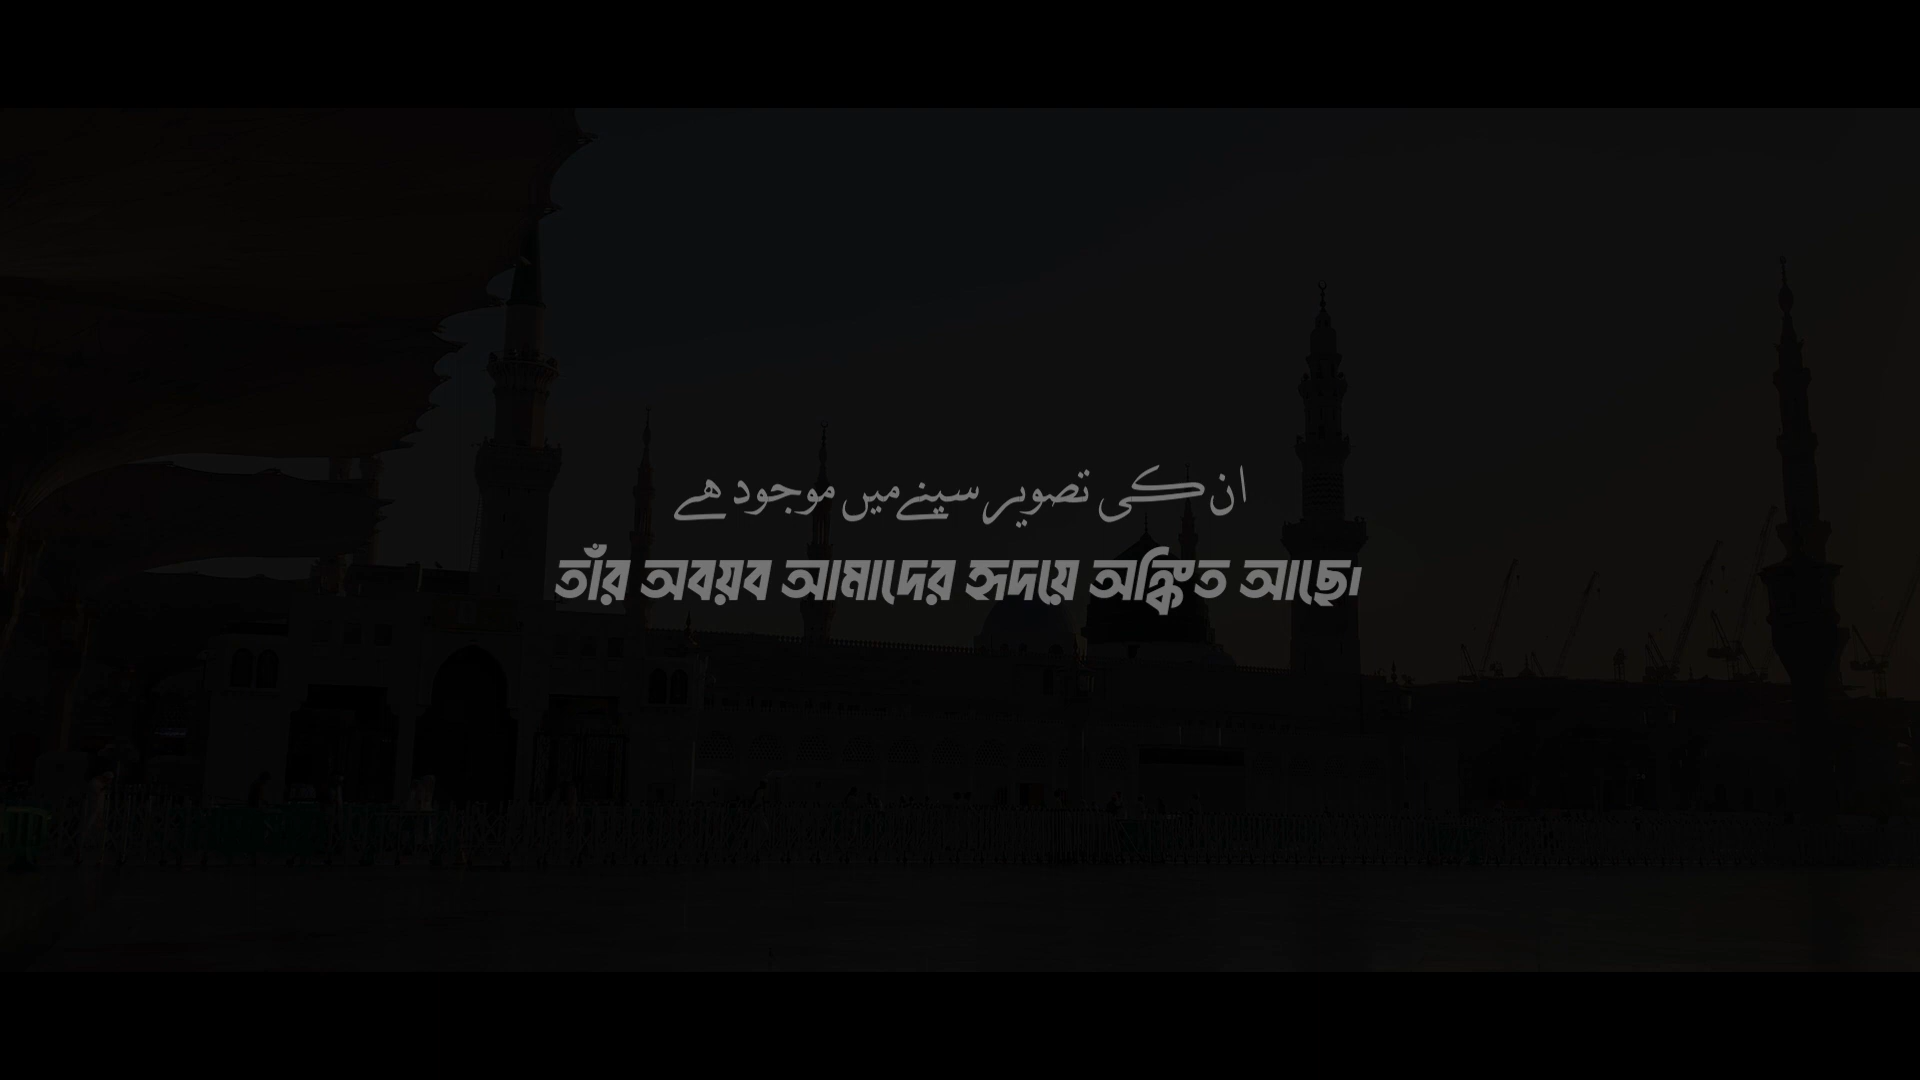 ان کی تصویر سینے میں موجود ہے
তাঁর অবয়ব আমাদের হৃদয়ে অঙ্কিত আছে।